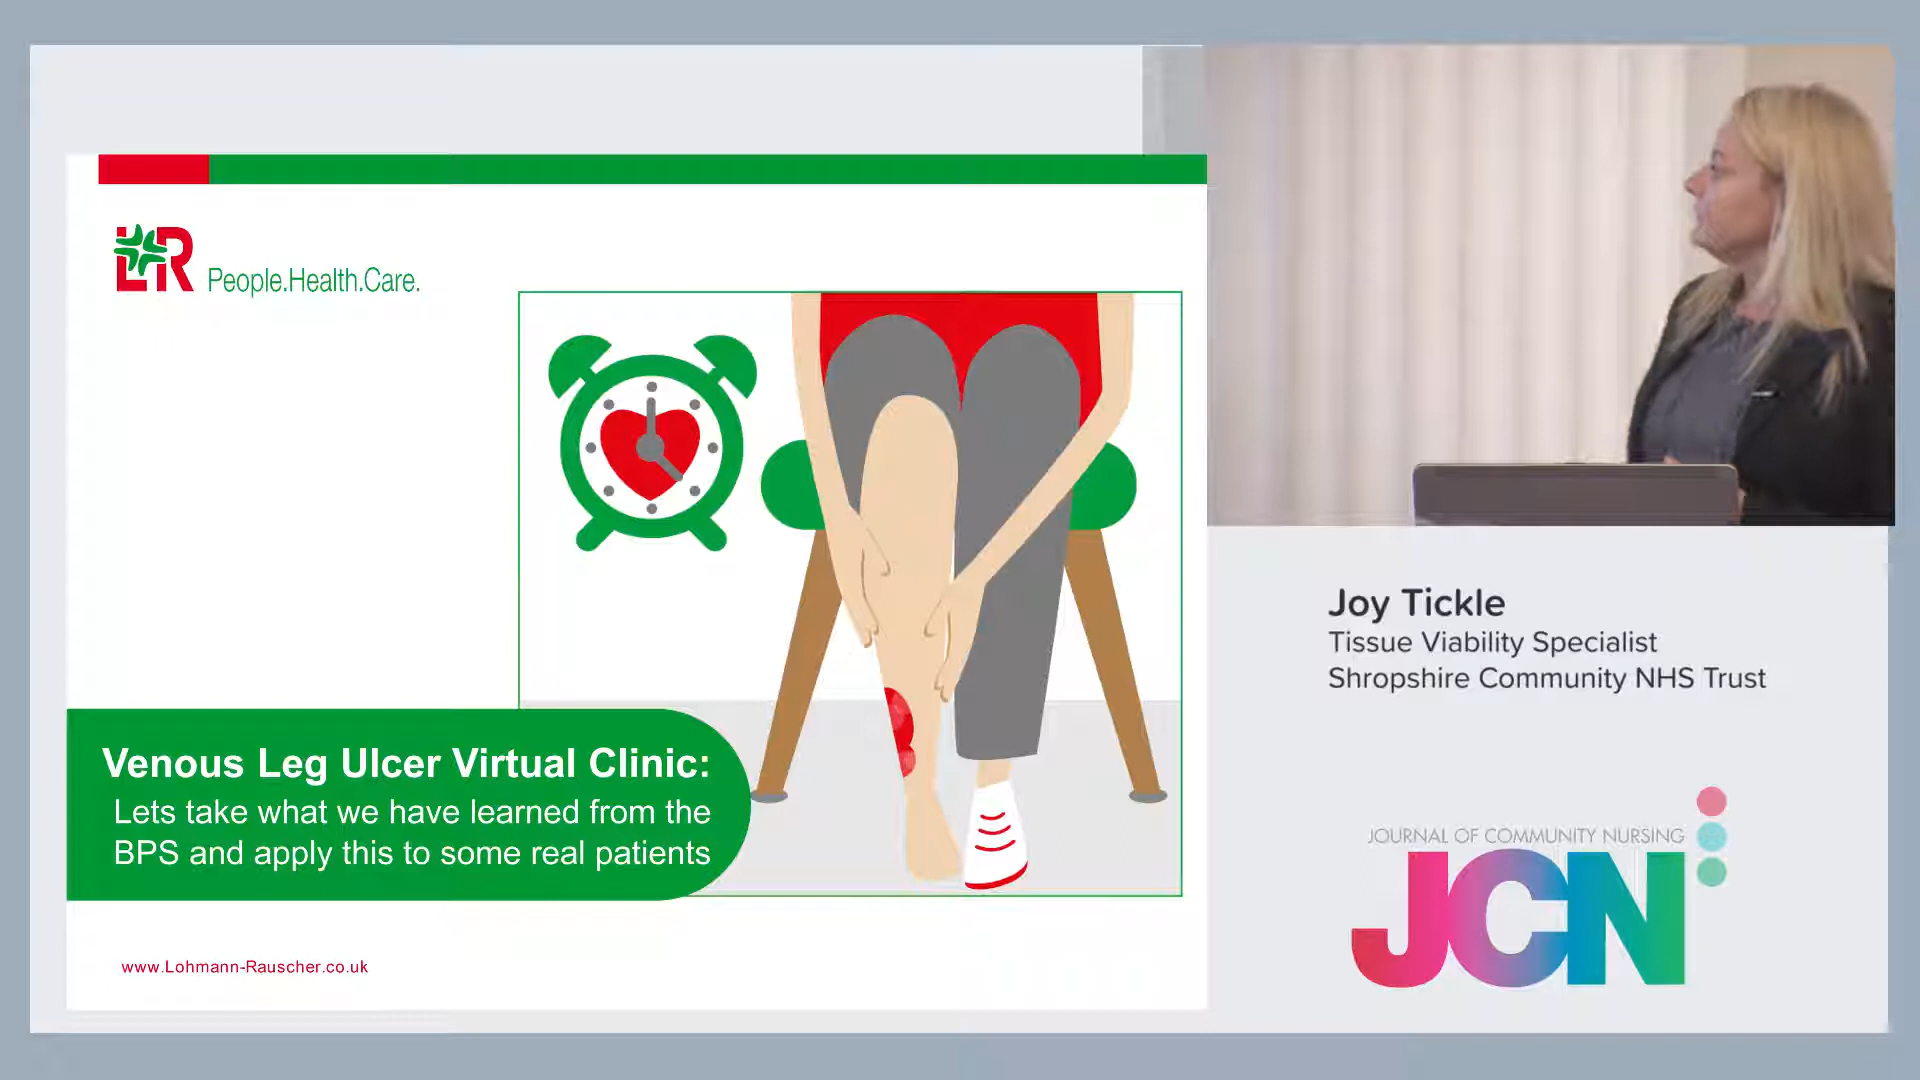 LR People.Health.Care.
Venous Leg Ulcer Virtual Clinic:
Lets take what we have learned from the
BPS and apply this to some real patients
www.Lohmann-Rauscher.co.uk
Joy Tickle
Tissue Viability Specialist
Shropshire Community NHS Trust
JOURNAL OF COMMUNITY NURSING
JCN